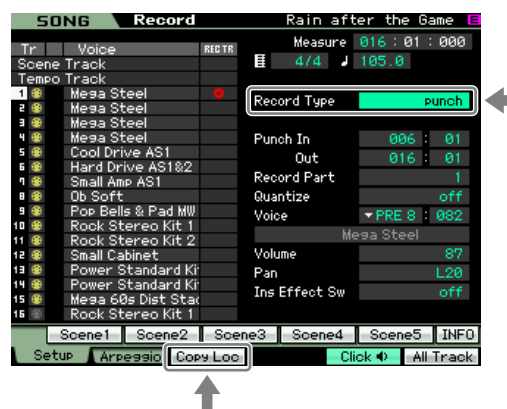 SONG Record Rain after the Game E
Measure 016 : 01 : 000
Tr Voice REC TR
4/4 105.0
Scene Track
Tempo Track
1 Mega Steel
2 Mega Steel
3 Mega Steel
4 Mega Steel
5 Cool Drive AS1
6 Hard Drive AS1&2
7 Small Amp AS1
8 Ob Soft
9 Pop Bells & Pad MW
10 Rock Stereo Kit 1
11 Rock Stereo Kit 2
12 Small Cabinet
13 Power Standard Ki
14 Power Standard Ki
15 Mega 60s Dist Stac
16 Rock Stereo Kit 1
Record Type punch
Punch In 006 : 01
Out 016 : 01
Record Part 1
Quantize off
Voice PRE 8 : 082
Mega Steel
Volume 87
Pan L20
Ins Effect Sw off
Scene1 Scene2 Scene3 Scene4 Scene5 INFO
Setup Arpeggio Copy Loc Click All Track